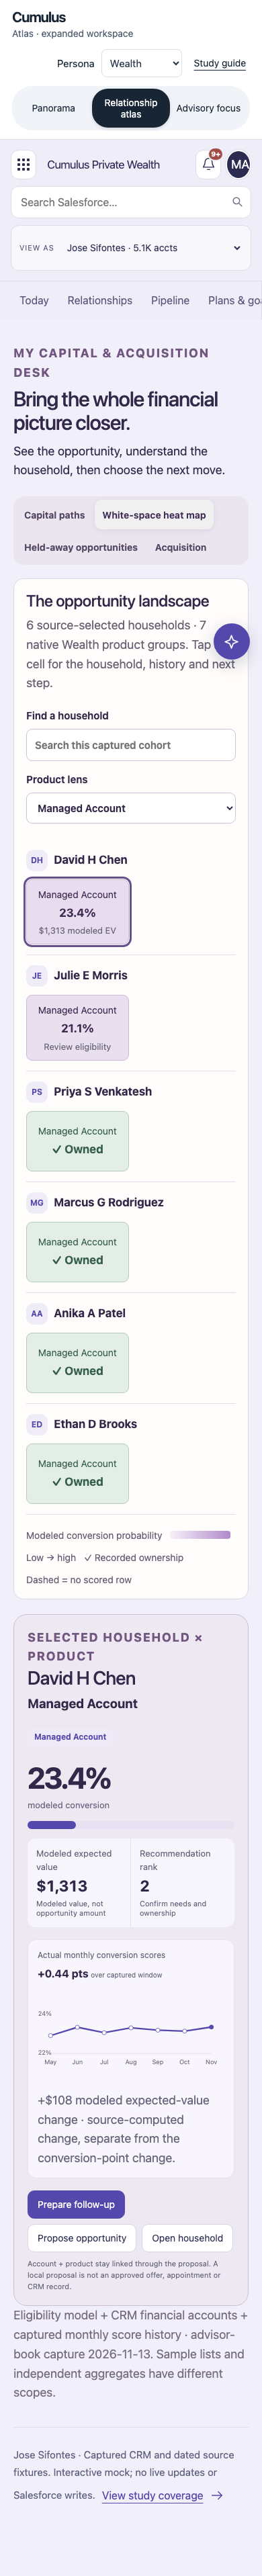 Cumulus
Atlas · expanded workspace
Persona
Wealth
Study guide
Panorama
Relationship
atlas
Advisory focus
Cumulus Private Wealth
9+
MA
Search Salesforce...
VIEW AS
Jose Sifontes · 5.1K accts
Today
Relationships
Pipeline
Plans & goa
MY CAPITAL & ACQUISITION
DESK
Bring the whole financial
picture closer.
See the opportunity, understand the
household, then choose the next move.
Capital paths
White-space heat map
Held-away opportunities
Acquisition
The opportunity landscape
6 source-selected households · 7
native Wealth product groups. Tap
cell for the household, history and next
step.
Find a household
Search this captured cohort
Product lens
Managed Account
DH
David H Chen
Managed Account
23.4%
$1,313 modeled EV
JE
Julie E Morris
Managed Account
21.1%
Review eligibility
PS
Priya S Venkatesh
Managed Account
✓ Owned
MG
Marcus G Rodriguez
Managed Account
✓ Owned
AA
Anika A Patel
Managed Account
✓ Owned
ED
Ethan D Brooks
Managed Account
✓ Owned
Modeled conversion probability
Low → high
✓ Recorded ownership
Dashed = no scored row
SELECTED HOUSEHOLD ×
PRODUCT
David H Chen
Managed Account
Managed Account
23.4%
modeled conversion
Modeled expected
value
$1,313
Modeled value, not
opportunity amount
Recommendation
rank
2
Confirm needs and
ownership
Actual monthly conversion scores
+0.44 pts over captured window
24%
22%
May
Jun
Jul
Aug
Sep
Oct
Nov
+$108 modeled expected-value
change · source-computed
change, separate from the
conversion-point change.
Prepare follow-up
Propose opportunity
Open household
Account + product stay linked through the proposal. A
local proposal is not an approved offer, appointment or
CRM record.
Eligibility model + CRM financial accounts +
captured monthly score history · advisor-
book capture 2026-11-13. Sample lists and
independent aggregates have different
scopes.
Jose Sifontes · Captured CRM and dated source
fixtures. Interactive mock; no live updates or
Salesforce writes.
View study coverage →